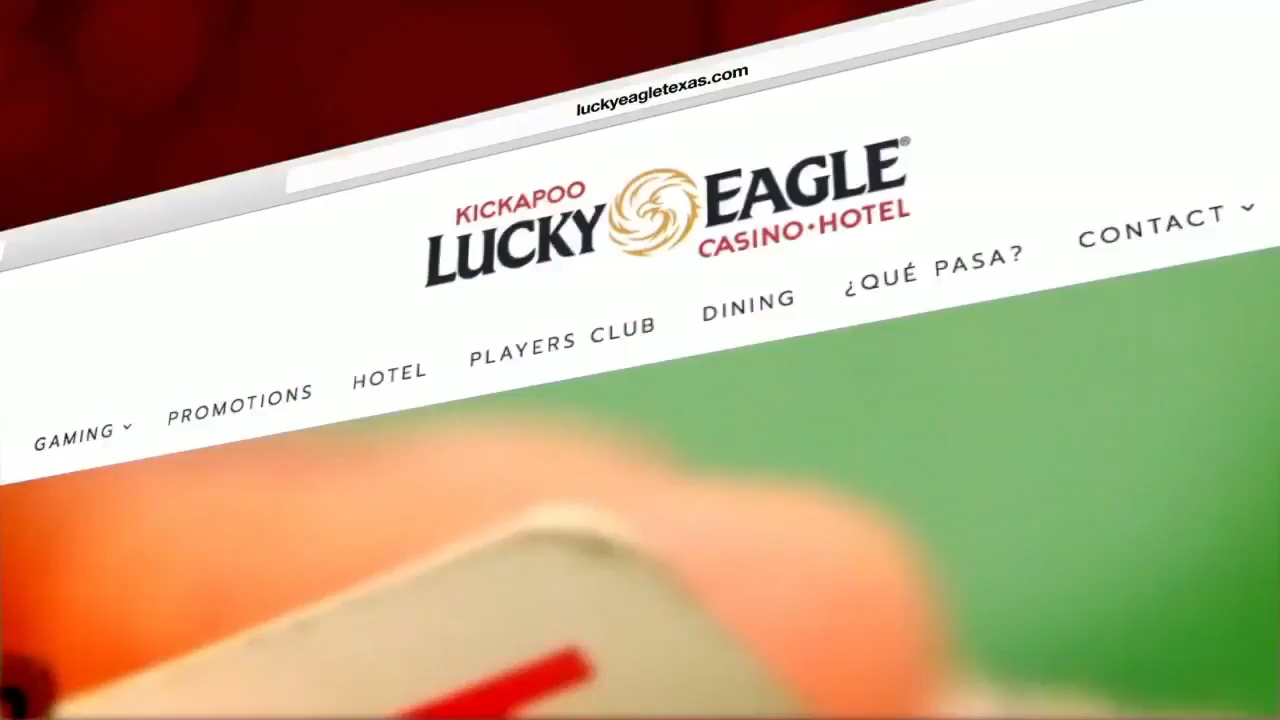 luckyeagletexas.com
KICKAPOO
LUCKY EAGLE®
CASINO·HOTEL
GAMING PROMOTIONS HOTEL PLAYERS CLUB DINING ¿QUÉ PASA? CONTACT